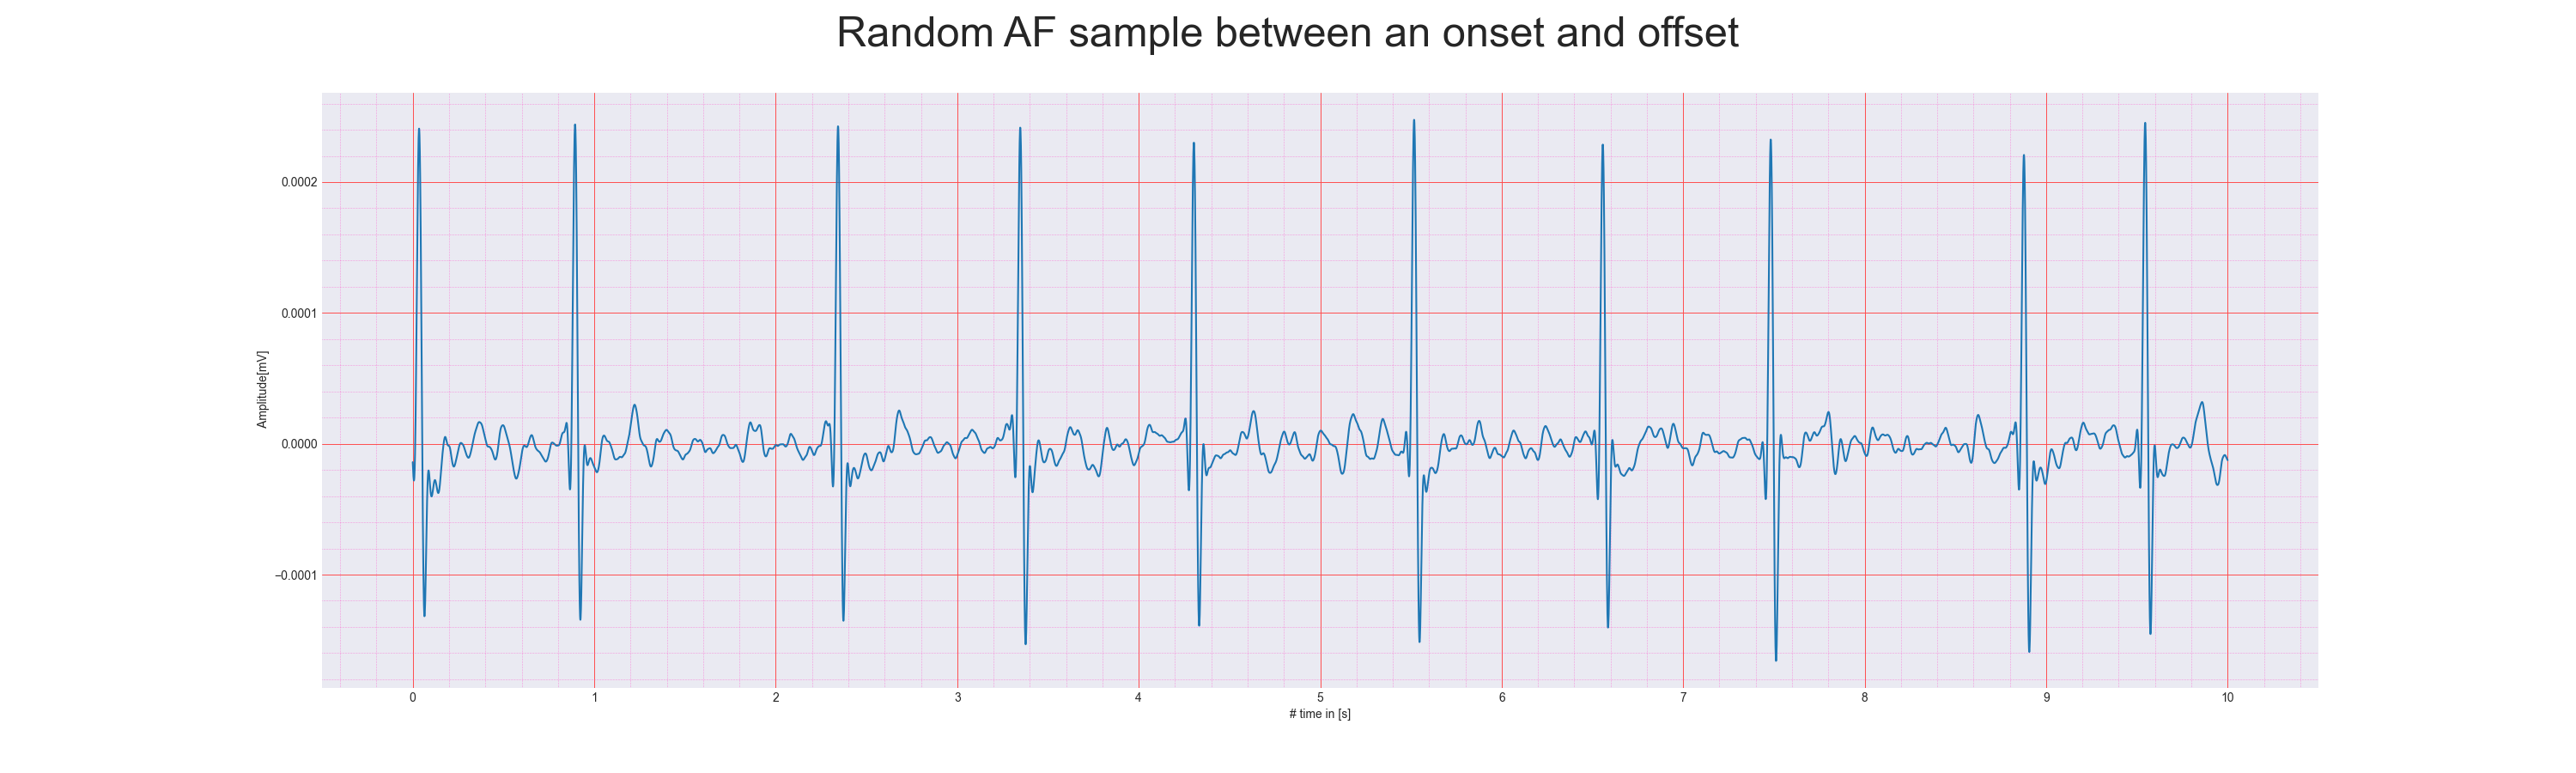 Random AF sample between an onset and offset
0.0002
0.0001
0.0000
−0.0001
Amplitude[mV]
0 1 2 3 4 5 6 7 8 9 10
# time in [s]